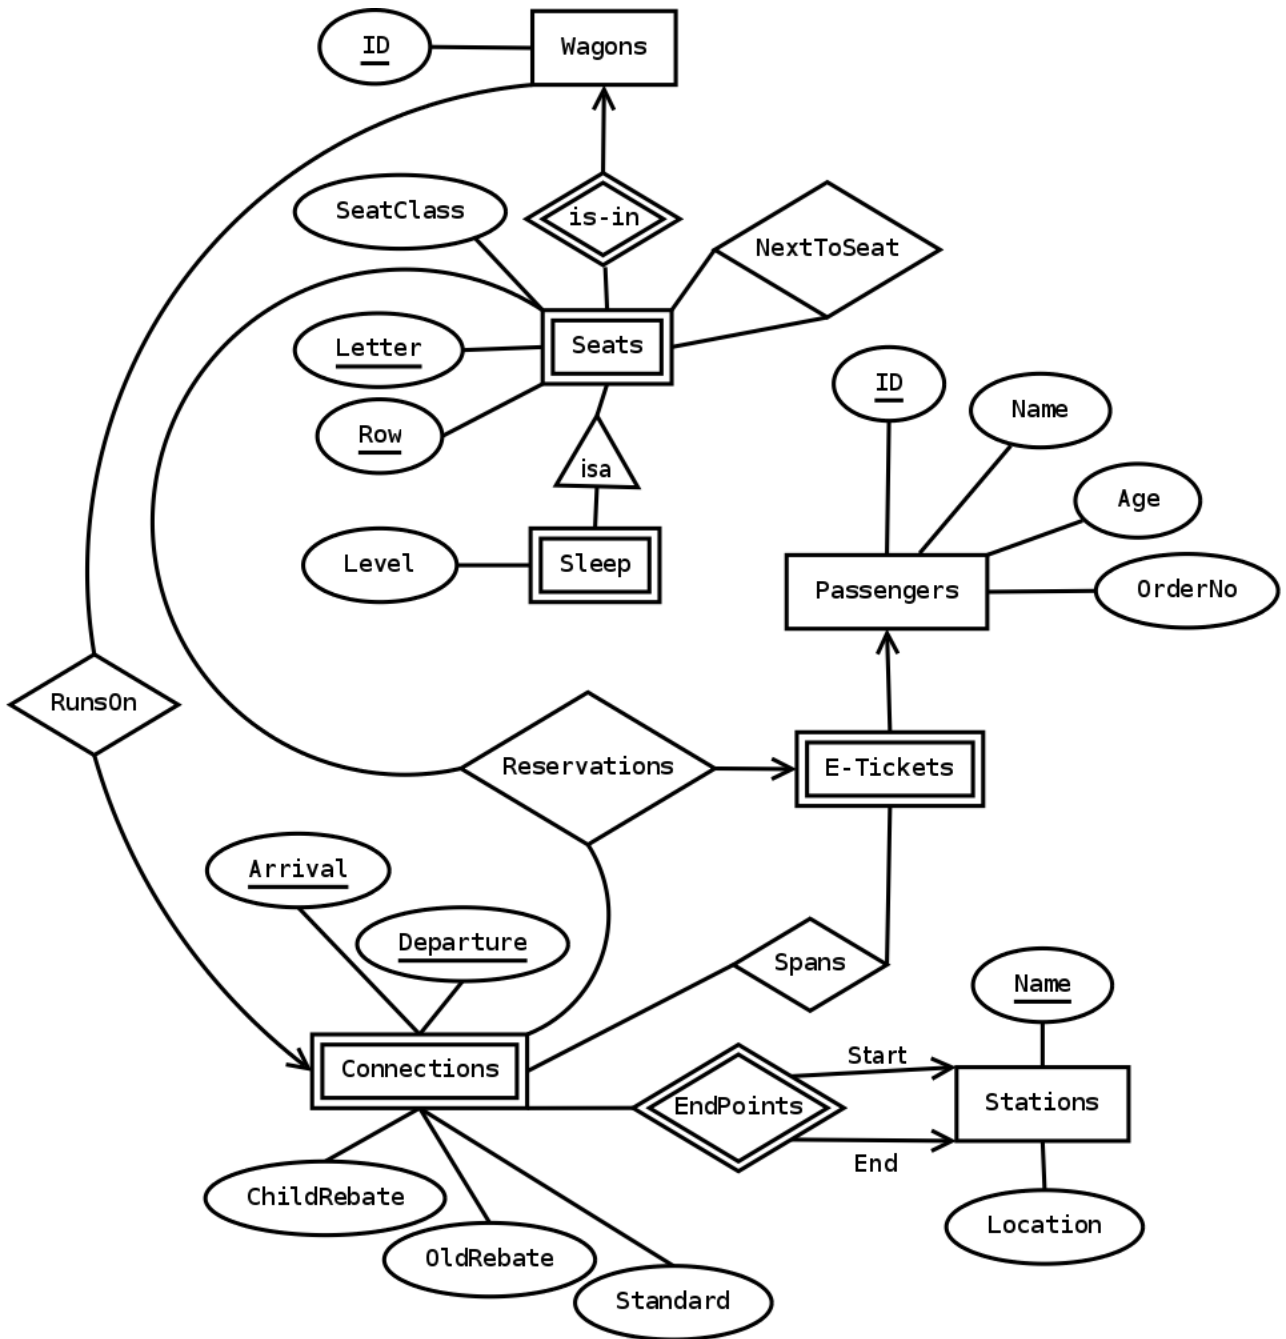 ID
Wagons
SeatClass
is-in
NextToSeat
Letter
Seats
ID
Name
Row
isa
Age
Level
Sleep
Passengers
OrderNo
RunsOn
Reservations
E-Tickets
Arrival
Departure
Spans
Name
Connections
Start
EndPoints
Stations
End
ChildRebate
OldRebate
Location
Standard